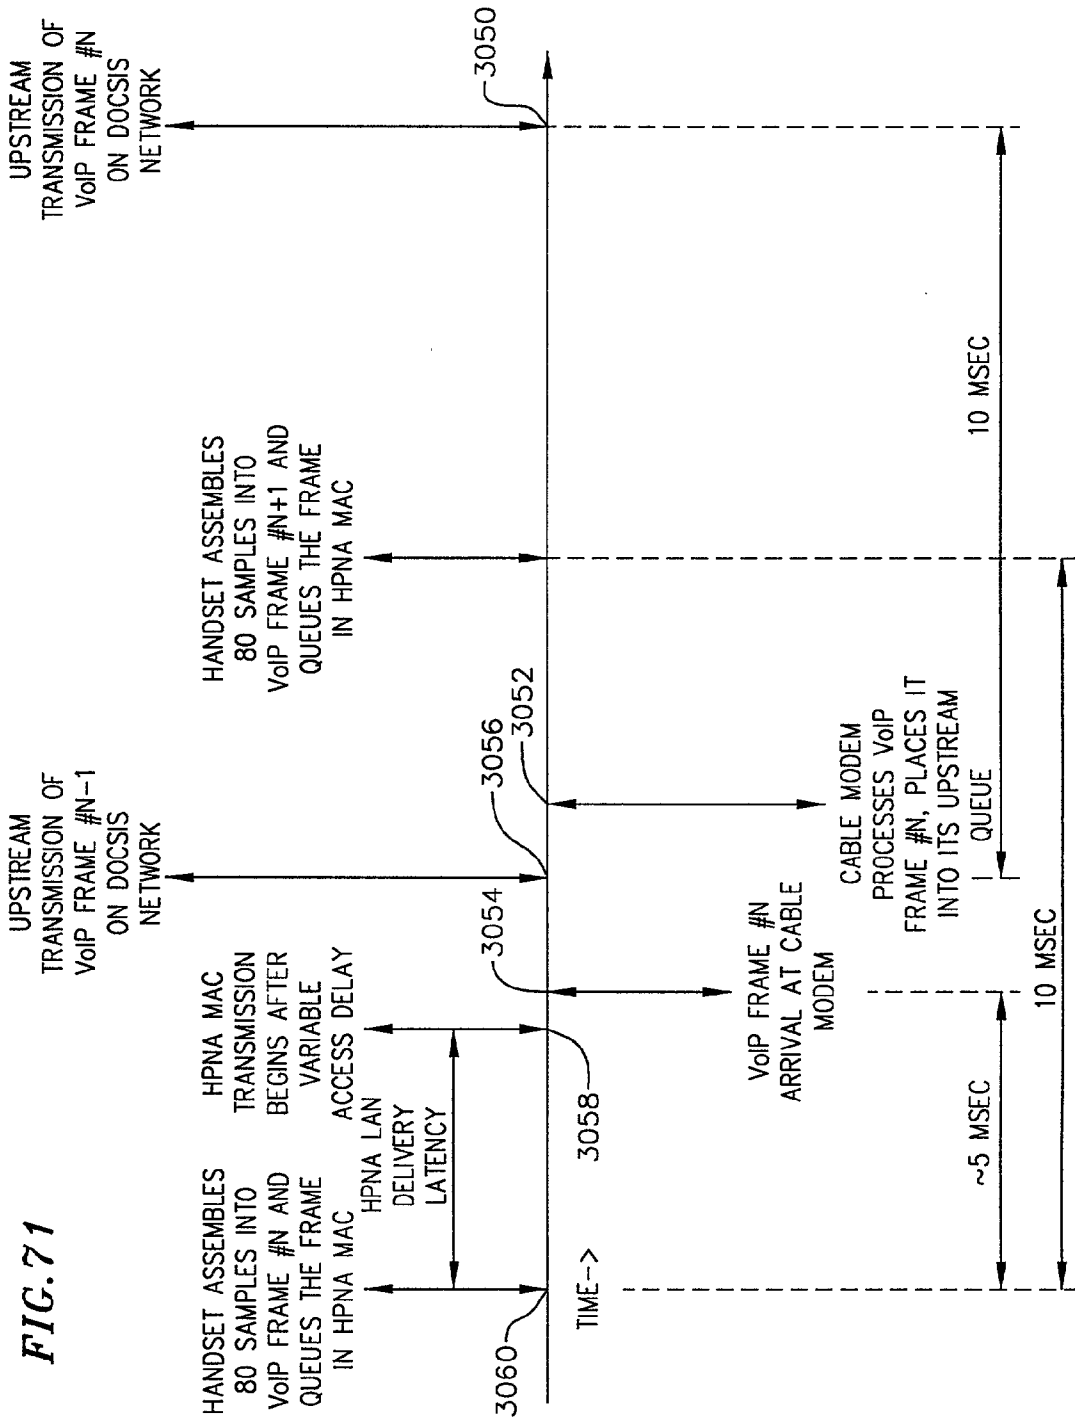 FIG.71
HANDSET ASSEMBLES
80 SAMPLES INTO
VoIP FRAME #N AND
QUEUES THE FRAME
IN HPNA MAC
HPNA LAN
DELIVERY
LATENCY
HPNA MAC
TRANSMISSION
BEGINS AFTER
VARIABLE
ACCESS DELAY
UPSTREAM
TRANSMISSION OF
VoIP FRAME #N-1
ON DOCSIS
NETWORK
HANDSET ASSEMBLES
80 SAMPLES INTO
VoIP FRAME #N+1 AND
QUEUES THE FRAME
IN HPNA MAC
UPSTREAM
TRANSMISSION OF
VoIP FRAME #N
ON DOCSIS
NETWORK
3060
3058
3054
3056
3052
3050
TIME-->
VoIP FRAME #N
ARRIVAL AT CABLE
MODEM
CABLE MODEM
PROCESSES VoIP
FRAME #N, PLACES IT
INTO ITS UPSTREAM
QUEUE
~5 MSEC
10 MSEC
10 MSEC